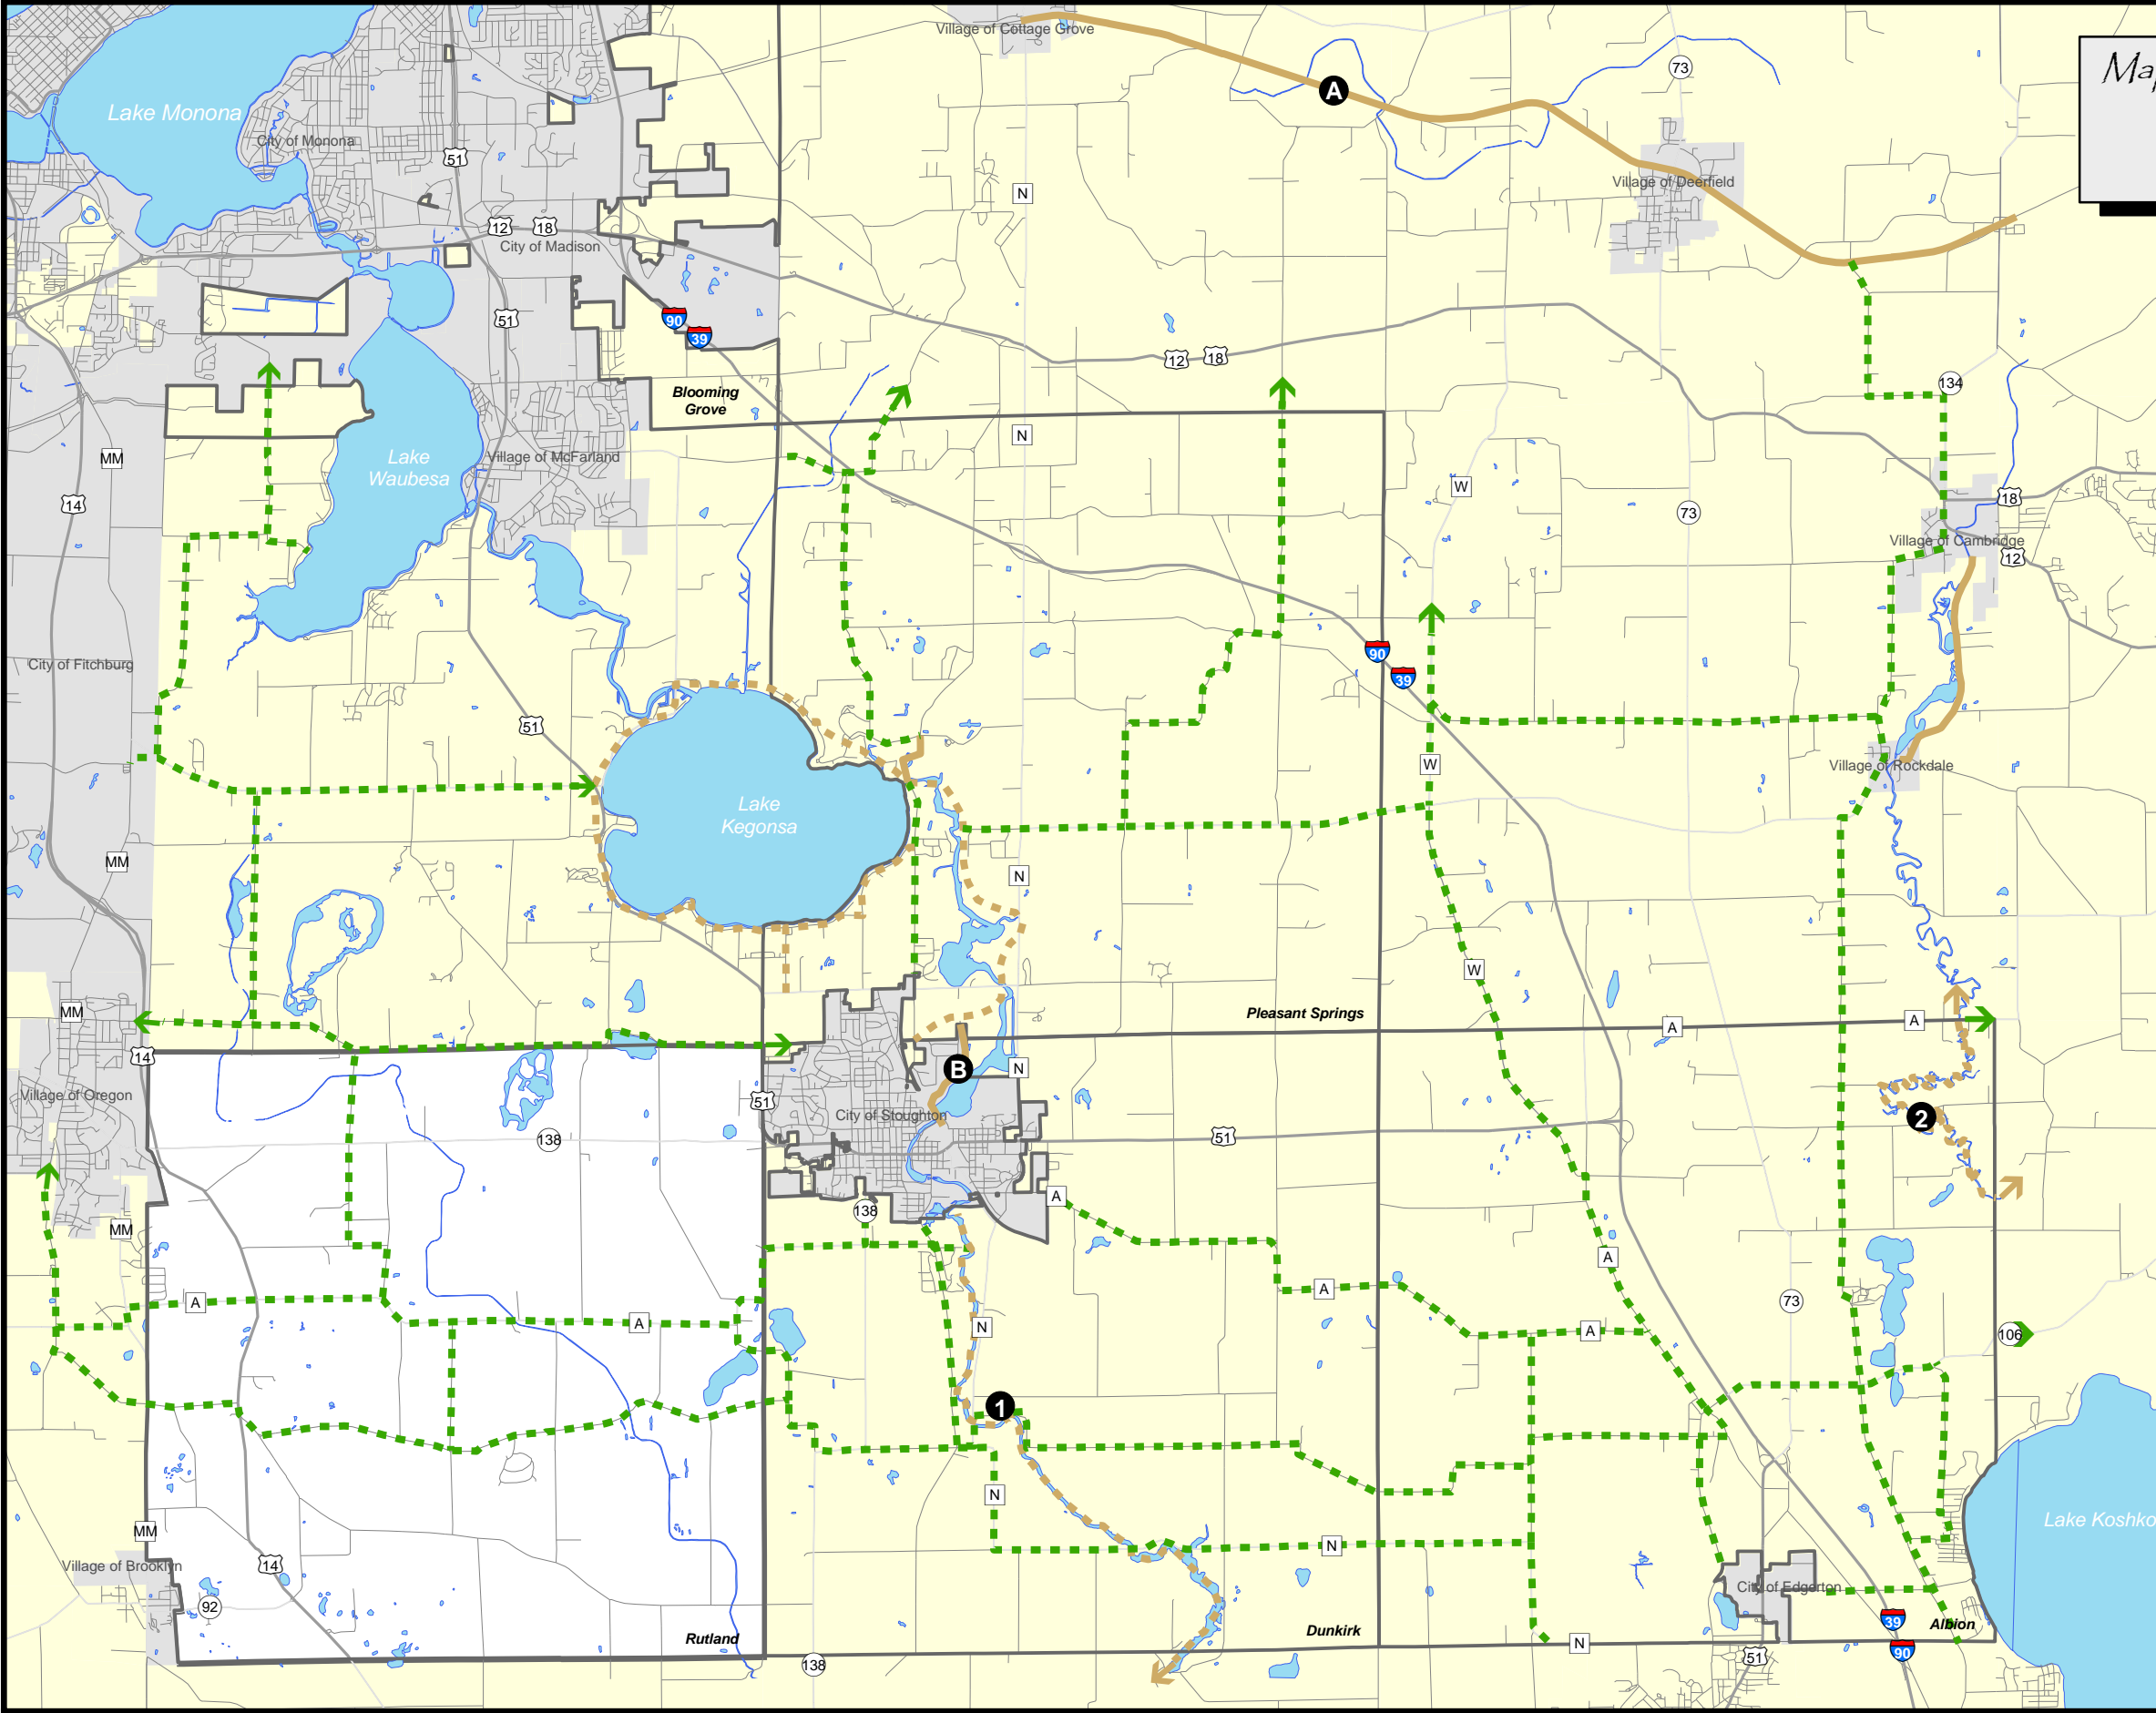 51
Village of Cottage Grove
73
Ma
A
Lake Monona
City of Monona
51
Village of Deerfield
N
12
18
City of Madison
51
90
39
12
18
Blooming
Grove
134
N
MM
Lake
Waubesa
Village of McFarland
W
18
14
73
Village of Cambridge
12
City of Fitchburg
90
39
51
W
Village of Rockdale
Lake
Kegonsa
MM
N
W
MM
Pleasant Springs
A
A
14
B
N
Village of Oregon
51
City of Stoughton
138
51
2
A
138
MM
A
A
A
73
A
N
A
106
1
N
Lake Koshko
MM
N
Village of Brooklyn
14
City of Edgerton
92
39
Rutland
Dunkirk
Albion
N
90
138
51